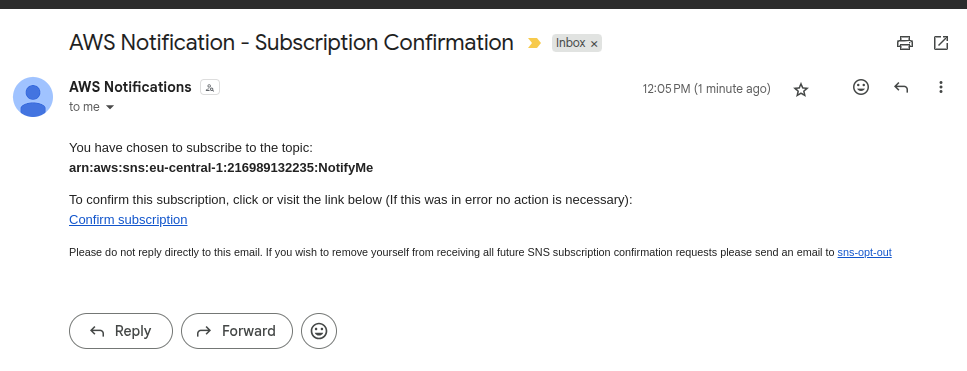 AWS Notification - Subscription Confirmation Inbox ×
AWS Notifications 12:05 PM (1 minute ago)
to me
You have chosen to subscribe to the topic:
arn:aws:sns:eu-central-1:216989132235:NotifyMe
To confirm this subscription, click or visit the link below (If this was in error no action is necessary):
Confirm subscription
Please do not reply directly to this email. If you wish to remove yourself from receiving all future SNS subscription confirmation requests please send an email to sns-opt-out
Reply Forward